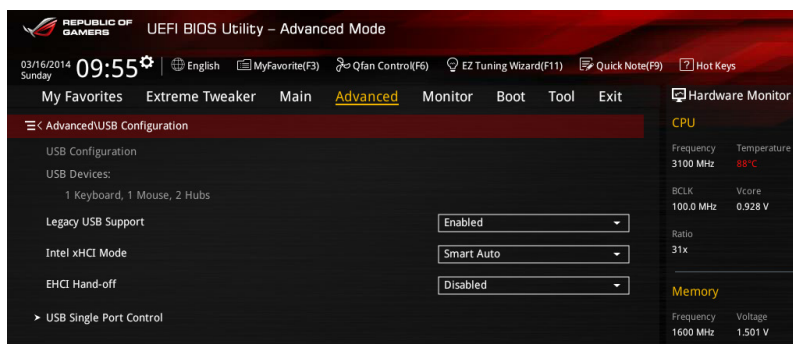 REPUBLIC OF
GAMERS
UEFI BIOS Utility – Advanced Mode
03/16/2014
Sunday
09:55
English
MyFavorite(F3)
Qfan Control(F6)
EZ Tuning Wizard(F11)
Quick Note(F9)
? Hot Keys
My Favorites Extreme Tweaker Main Advanced Monitor Boot Tool Exit
Hardware Monitor
Advanced\USB Configuration
USB Configuration
USB Devices:
1 Keyboard, 1 Mouse, 2 Hubs
Legacy USB Support Enabled
Intel xHCI Mode Smart Auto
EHCI Hand-off Disabled
> USB Single Port Control
CPU
Frequency Temperature
3100 MHz 88°C
BCLK Vcore
100.0 MHz 0.928 V
Ratio
31x
Memory
Frequency Voltage
1600 MHz 1.501 V